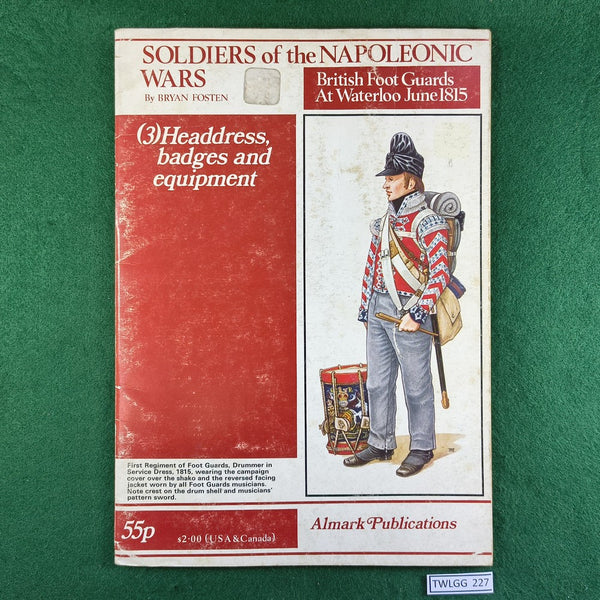 SOLDIERS of the NAPOLEONIC
WARS
By BRYAN FOSTEN
British Foot Guards
At Waterloo June 1815
(3) Headdress,
badges and
equipment
First Regiment of Foot Guards, Drummer in
Service Dress, 1815, wearing the campaign
cover over the shako and the reversed facing
jacket worn by all Foot Guards musicians.
Note crest on the drum shell and musicians'
pattern sword.
55p
$2·00 (USA & Canada)
Almark Publications
TWLGG 227